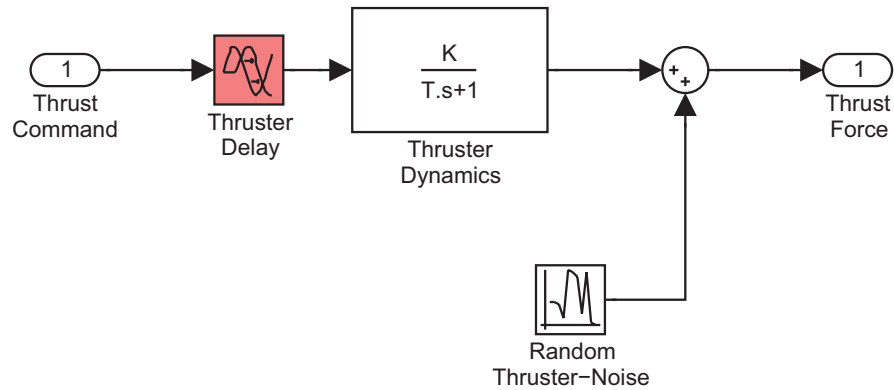 1
Thrust
Command
Thruster
Delay
K
T.s+1
Thruster
Dynamics
+
+
1
Thrust
Force
Random
Thruster−Noise